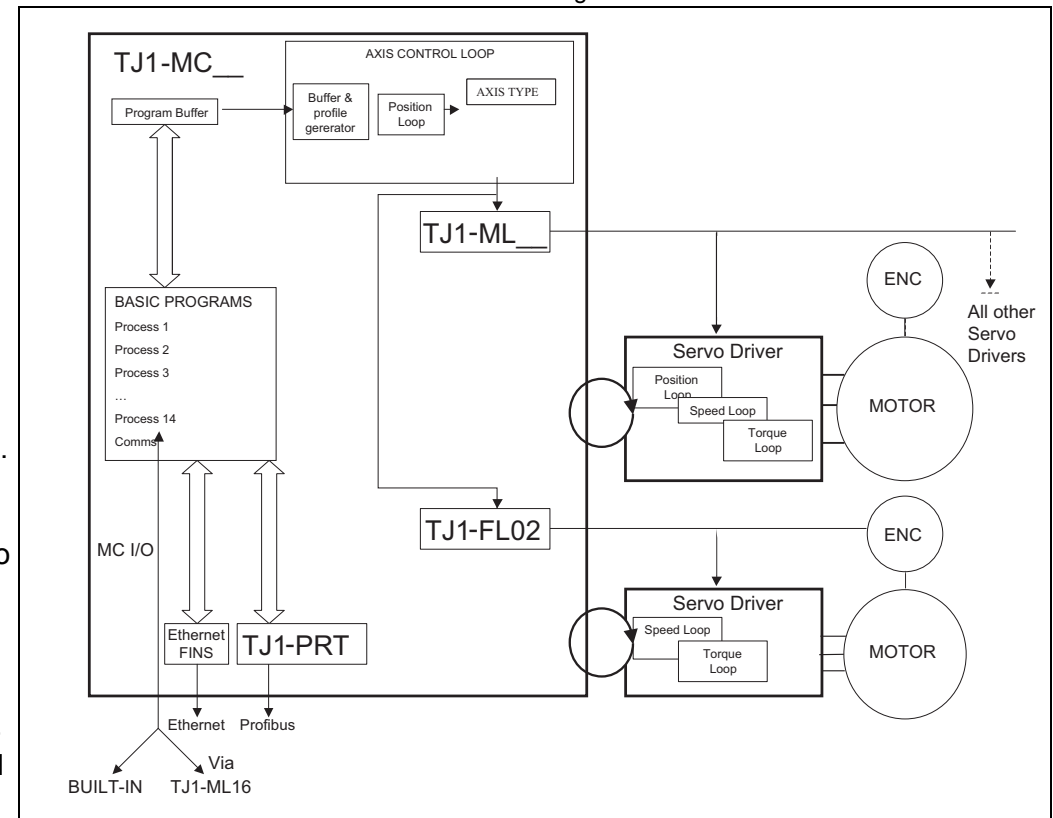 TJ1-MC__
AXIS CONTROL LOOP
Program Buffer
Buffer &
profile
gererator
Position
Loop
AXIS TYPE
TJ1-ML__
BASIC PROGRAMS
Process 1
Process 2
Process 3
...
Process 14
Comms
ENC
All other
Servo
Drivers
Servo Driver
Position
Loop
Speed Loop
Torque
Loop
MOTOR
TJ1-FL02
ENC
MC I/O
Servo Driver
Speed Loop
Torque
Loop
MOTOR
Ethernet
FINS
TJ1-PRT
Ethernet
Profibus
Via
BUILT-IN
TJ1-ML16